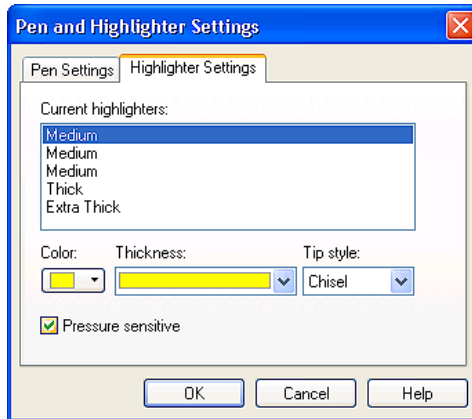 Pen and Highlighter Settings
Pen Settings Highlighter Settings
Current highlighters:
Medium
Medium
Medium
Thick
Extra Thick
Color: Thickness: Tip style:
Chisel
Pressure sensitive
OK Cancel Help